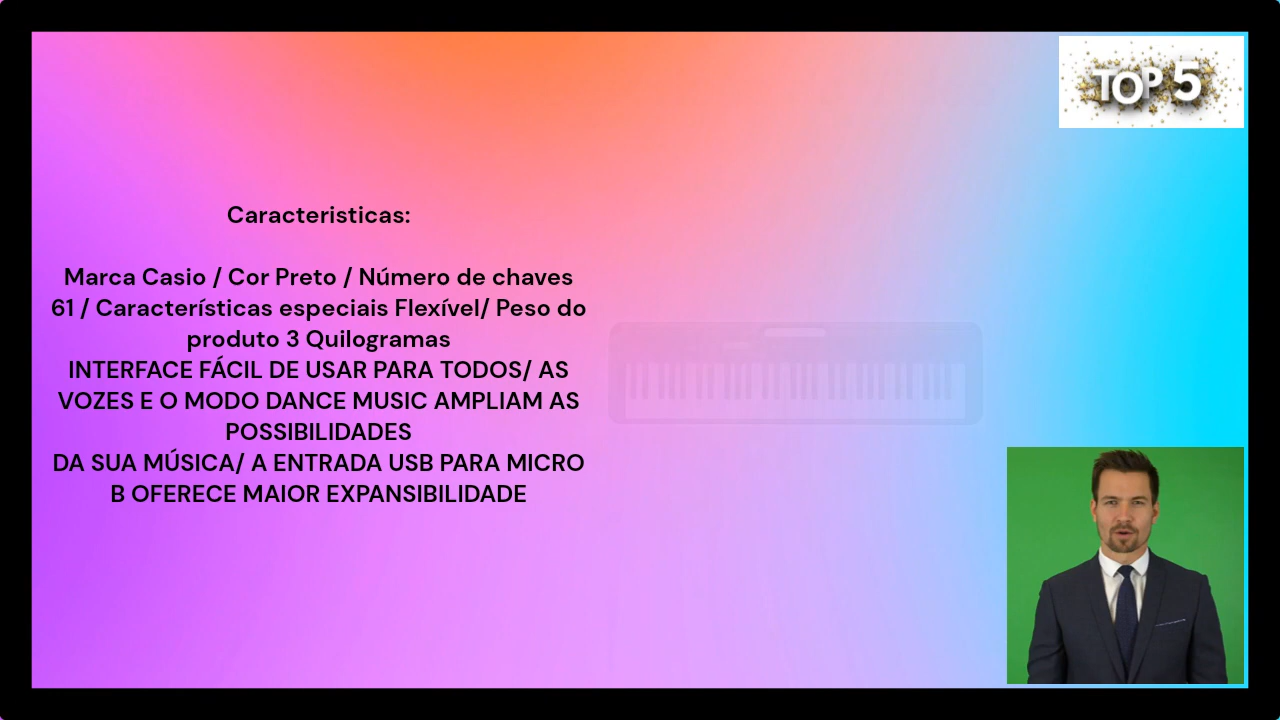 TOP 5
Caracteristicas:
Marca Casio / Cor Preto / Número de chaves
61 / Características especiais Flexível/ Peso do
produto 3 Quilogramas
INTERFACE FÁCIL DE USAR PARA TODOS/ AS
VOZES E O MODO DANCE MUSIC AMPLIAM AS
POSSIBILIDADES
DA SUA MÚSICA/ A ENTRADA USB PARA MICRO
B OFERECE MAIOR EXPANSIBILIDADE